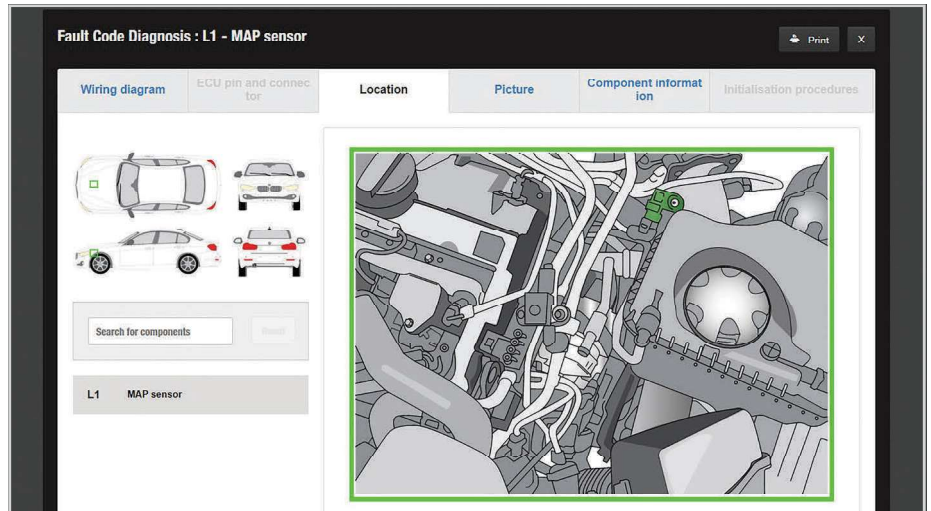 Fault Code Diagnosis : L1 - MAP sensor
Print
X
Wiring diagram
ECU pin and connec
tor
Location
Picture
Component informat
ion
Initialisation procedures
Search for components
L1 MAP sensor